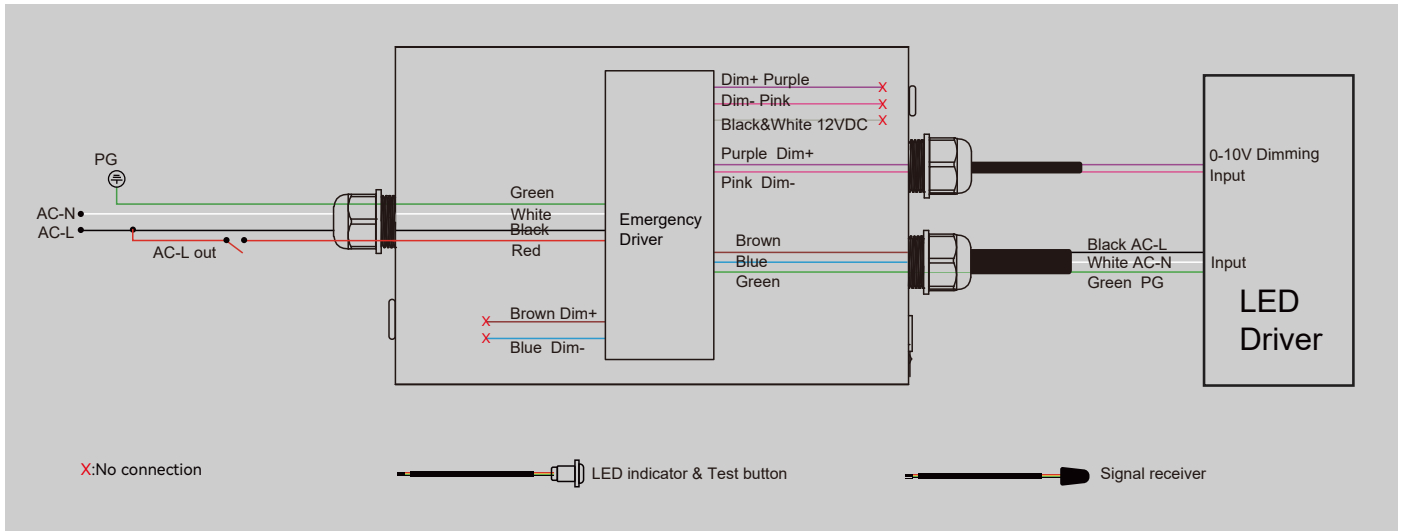 Dim+ Purple
Dim- Pink
Black&White 12VDC
Purple Dim+
Pink Dim-
0-10V Dimming
Input
PG
Green
AC-N
White
AC-L
Black
AC-L out
Red
Emergency
Driver
Brown
Blue
Green
Black AC-L
White AC-N
Green PG
Input
LED
Driver
Brown Dim+
Blue Dim-
X
X
X
X
X
X:No connection
LED indicator & Test button
Signal receiver